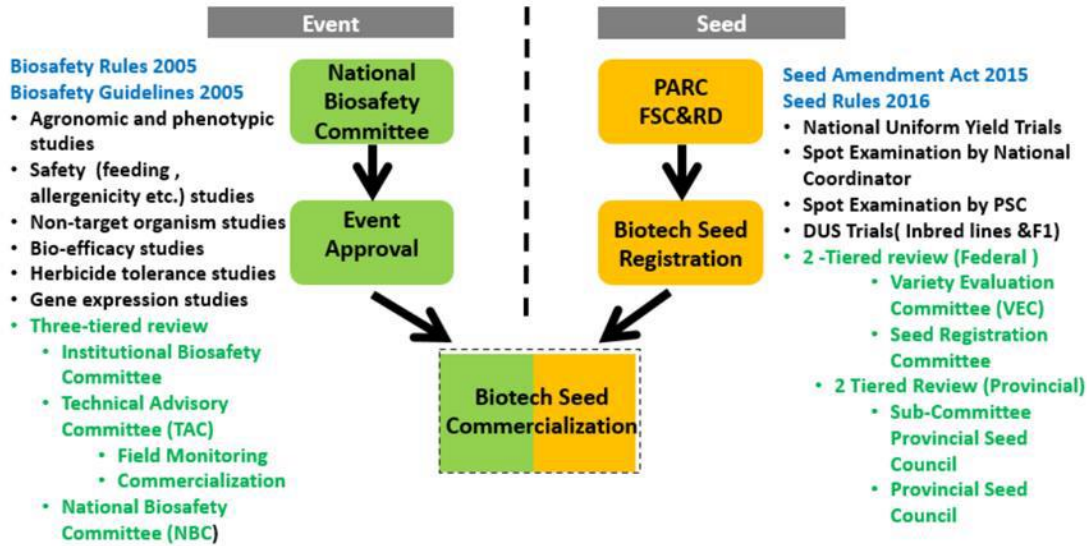 Event
Biosafety Rules 2005
Biosafety Guidelines 2005
• Agronomic and phenotypic
studies
• Safety (feeding ,
allergenicity etc.) studies
• Non-target organism studies
• Bio-efficacy studies
• Herbicide tolerance studies
• Gene expression studies
• Three-tiered review
• Institutional Biosafety
Committee
• Technical Advisory
Committee (TAC)
• Field Monitoring
• Commercialization
• National Biosafety
Committee (NBC)
National
Biosafety
Committee
Event
Approval
Seed
PARC
FSC&RD
Biotech Seed
Registration
Biotech Seed
Commercialization
Seed Amendment Act 2015
Seed Rules 2016
• National Uniform Yield Trials
• Spot Examination by National
Coordinator
• Spot Examination by PSC
• DUS Trials( Inbred lines &F1)
• 2 -Tiered review (Federal )
• Variety Evaluation
Committee (VEC)
• Seed Registration
Committee
• 2 Tiered Review (Provincial)
• Sub-Committee
Provincial Seed
Council
• Provincial Seed
Council